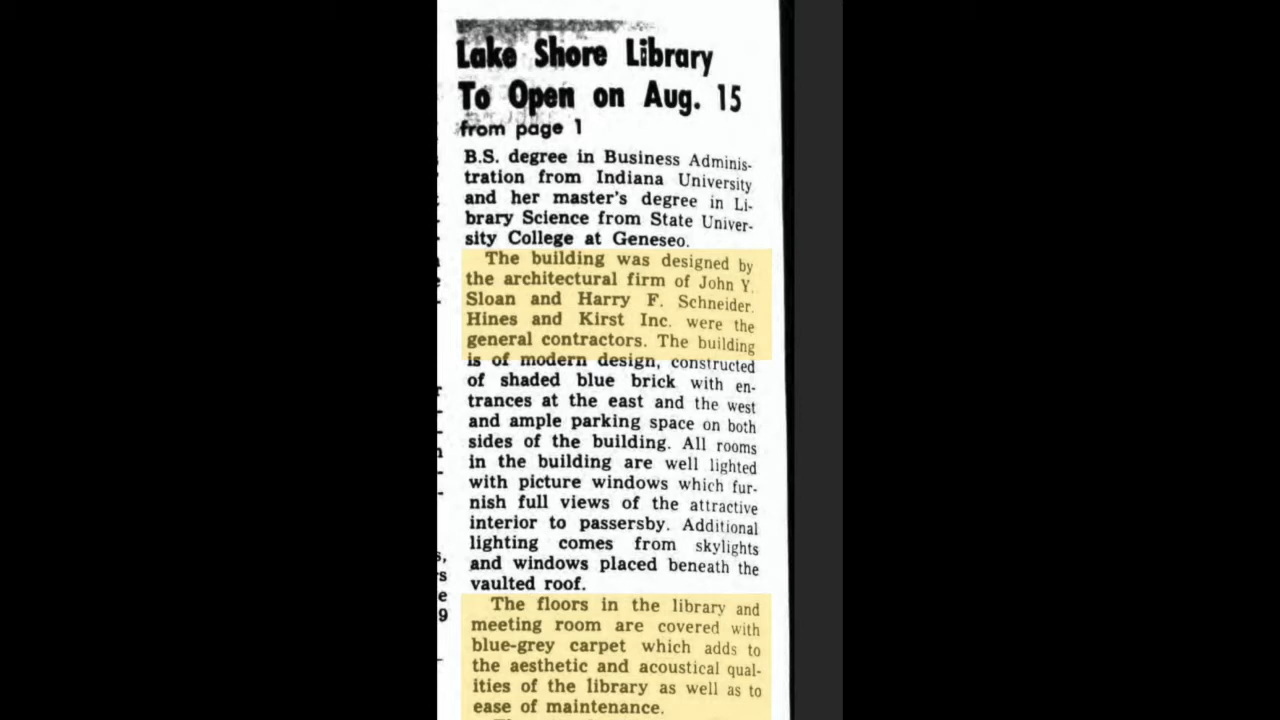 Lake Shore Library
To Open on Aug. 15
from page 1
B.S. degree in Business Adminis-
tration from Indiana University
and her master's degree in Li-
brary Science from State Univer-
sity College at Geneseo.
The building was designed by
the architectural firm of John Y.
Sloan and Harry F. Schneider.
Hines and Kirst Inc. were the
general contractors. The building
is of modern design, constructed
of shaded blue brick with en-
trances at the east and the west
and ample parking space on both
sides of the building. All rooms
in the building are well lighted
with picture windows which fur-
nish full views of the attractive
interior to passersby. Additional
lighting comes from skylights
and windows placed beneath the
vaulted roof.
The floors in the library and
meeting room are covered with
blue-grey carpet which adds to
the aesthetic and acoustical qual-
ities of the library as well as to
ease of maintenance.